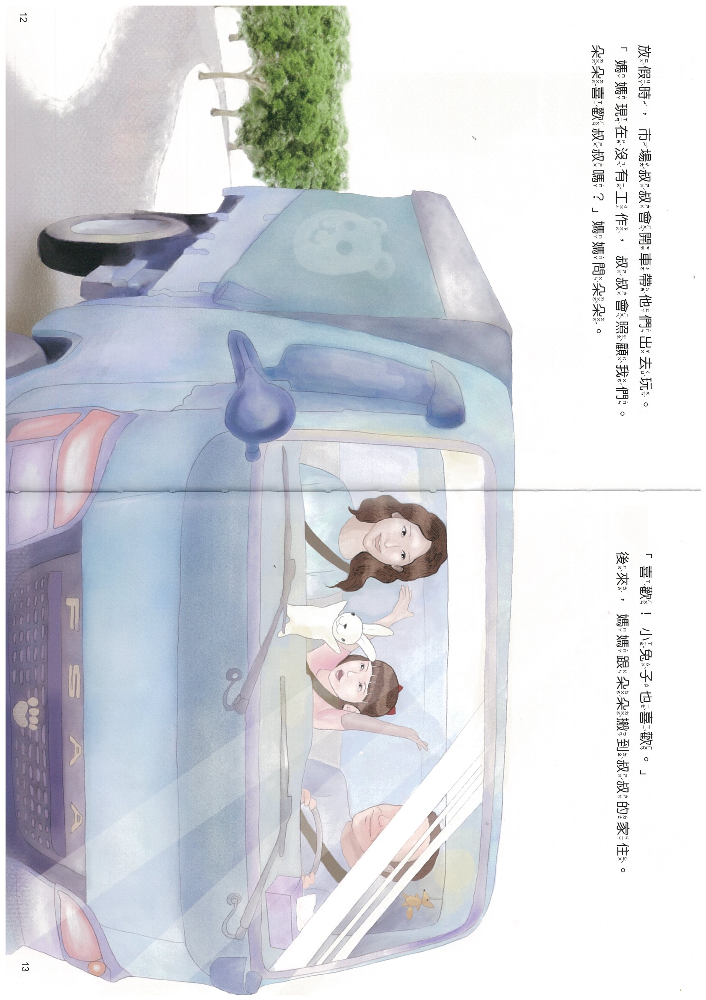 放假時，市場叔叔會開車帶他們出去玩。
「媽媽現在沒有工作，叔叔會照顧我們。
朵朵喜歡叔叔嗎？」媽媽問朵朵。
「喜歡！小兔子也喜歡。」
後來，媽媽跟朵朵搬到叔叔的家住。
FSAA
12
13